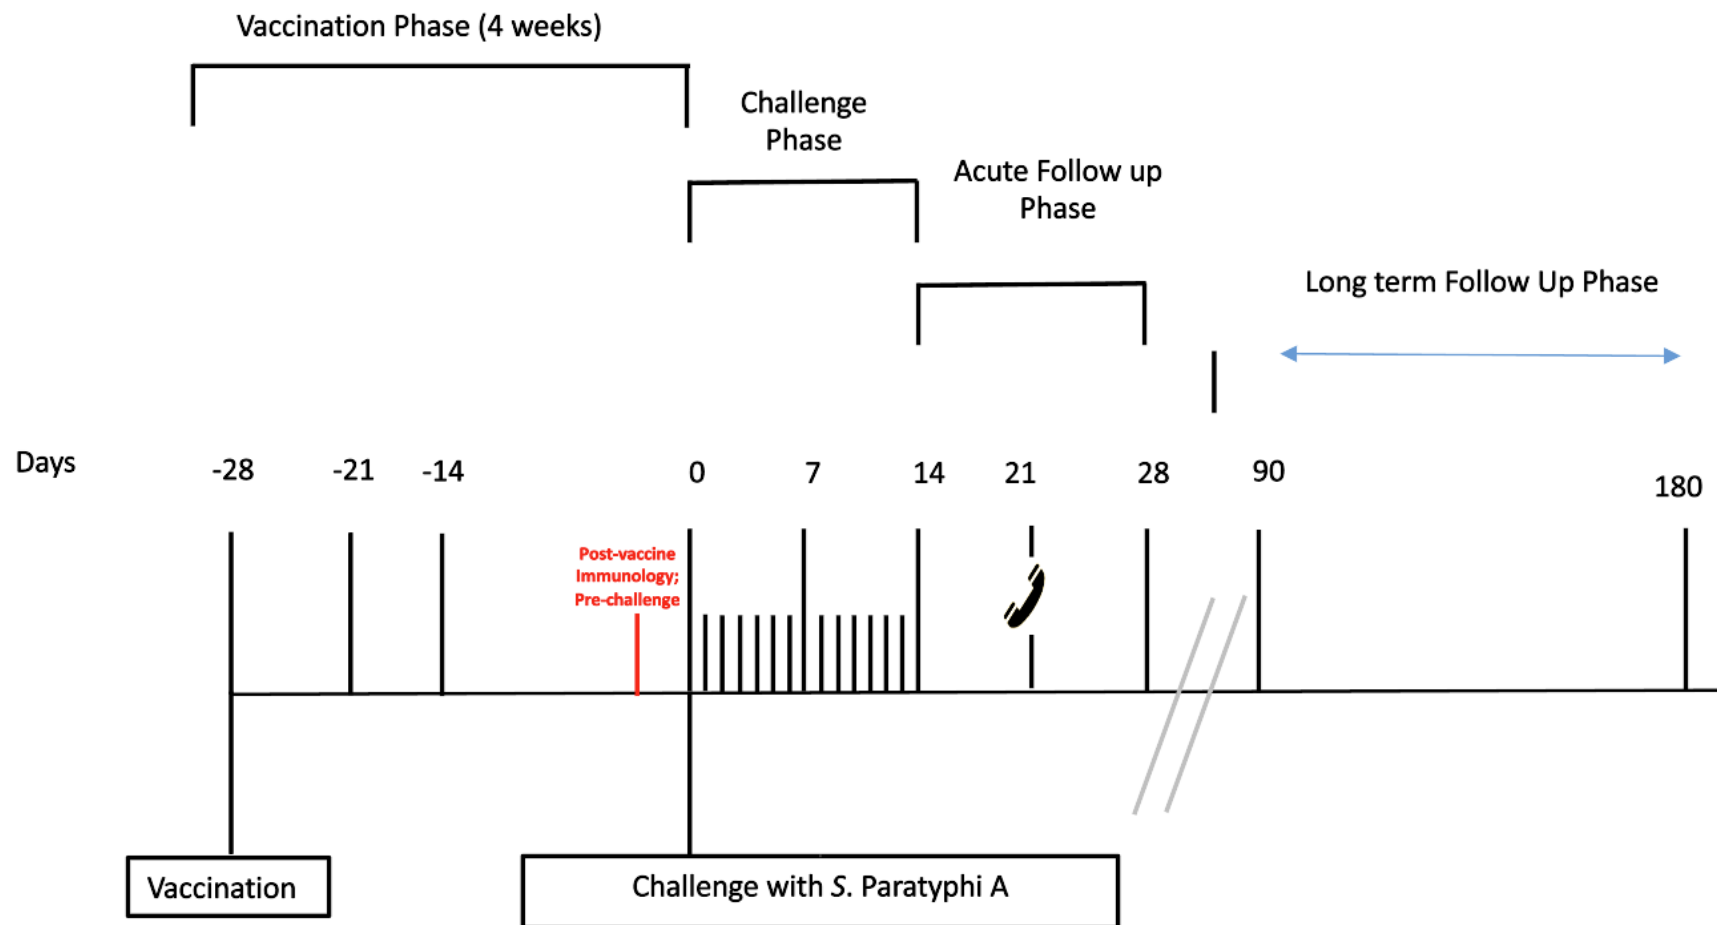 Vaccination Phase (4 weeks)
Challenge
Phase
Acute Follow up
Phase
Long term Follow Up Phase
Days
-28
-21
-14
0
7
14
21
28
90
180
Post-vaccine
Immunology;
Pre-challenge
Vaccination
Challenge with S. Paratyphi A